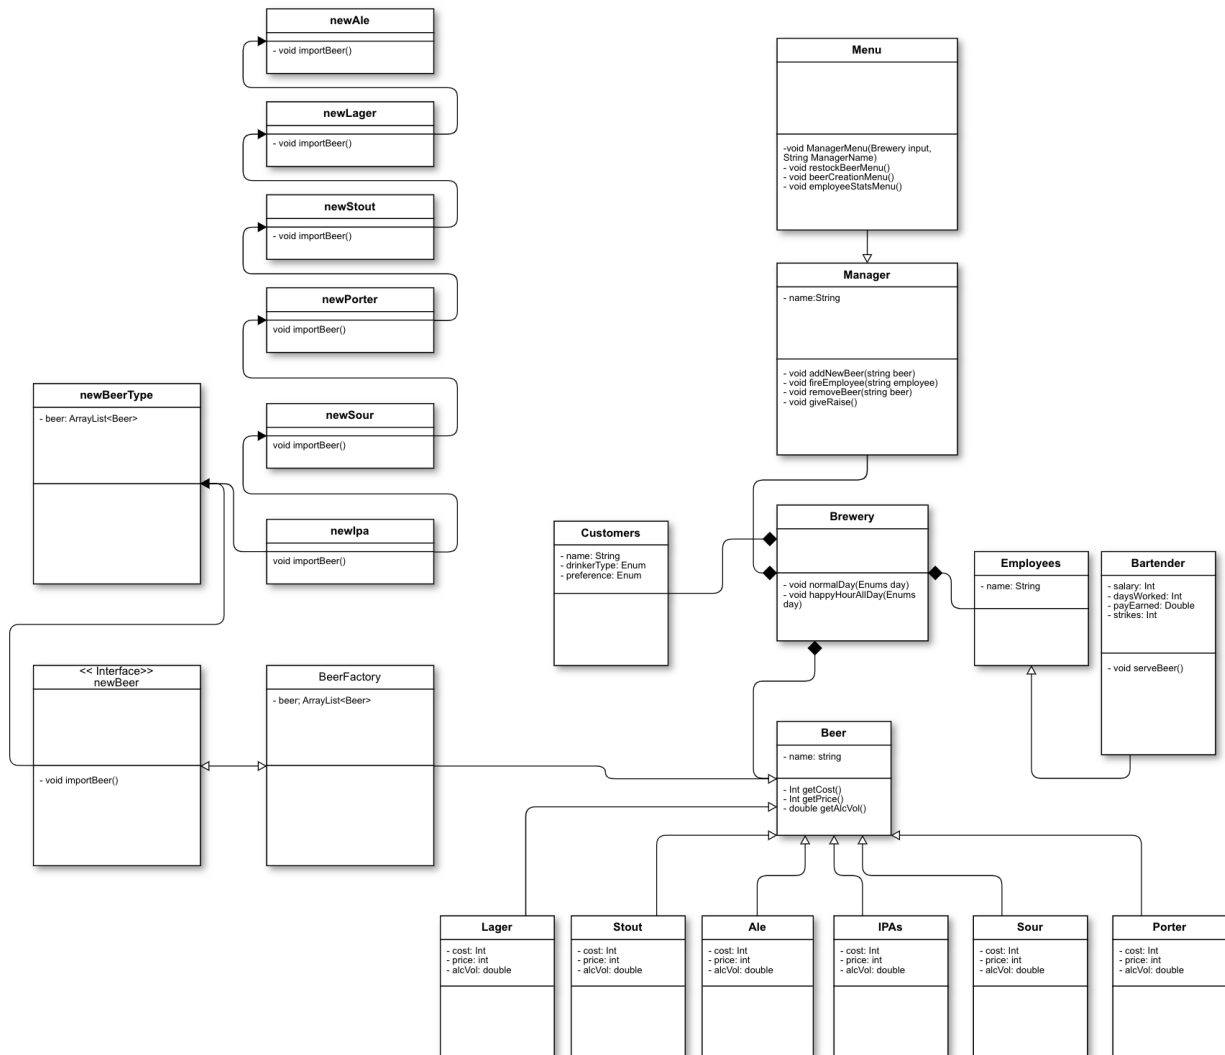 newAle
- void importBeer()
newLager
- void importBeer()
newStout
- void importBeer()
newPorter
void importBeer()
newSour
void importBeer()
newIpa
void importBeer()
newBeerType
- beer: ArrayList<Beer>
<< Interface>>
newBeer
- void importBeer()
BeerFactory
- beer; ArrayList<Beer>
Menu
-void ManagerMenu(Brewery input,
String ManagerName)
- void restockBeerMenu()
- void beerCreationMenu()
- void employeeStatsMenu()
Manager
- name:String
- void addNewBeer(string beer)
- void fireEmployee(string employee)
- void removeBeer(string beer)
- void giveRaise()
Customers
- name: String
- drinkerType: Enum
- preference: Enum
Brewery
- void normalDay(Enums day)
- void happyHourAllDay(Enums
day)
Employees
- name: String
Bartender
- salary: Int
- daysWorked: Int
- payEarned: Double
- strikes: Int
- void serveBeer()
Beer
- name: string
- Int getCost()
- Int getPrice()
- double getAlcVol()
Lager
- cost: Int
- price: int
- alcVol: double
Stout
- cost: Int
- price: int
- alcVol: double
Ale
- cost: Int
- price: int
- alcVol: double
IPAs
- cost: Int
- price: int
- alcVol: double
Sour
- cost: Int
- price: int
- alcVol: double
Porter
- cost: Int
- price: int
- alcVol: double